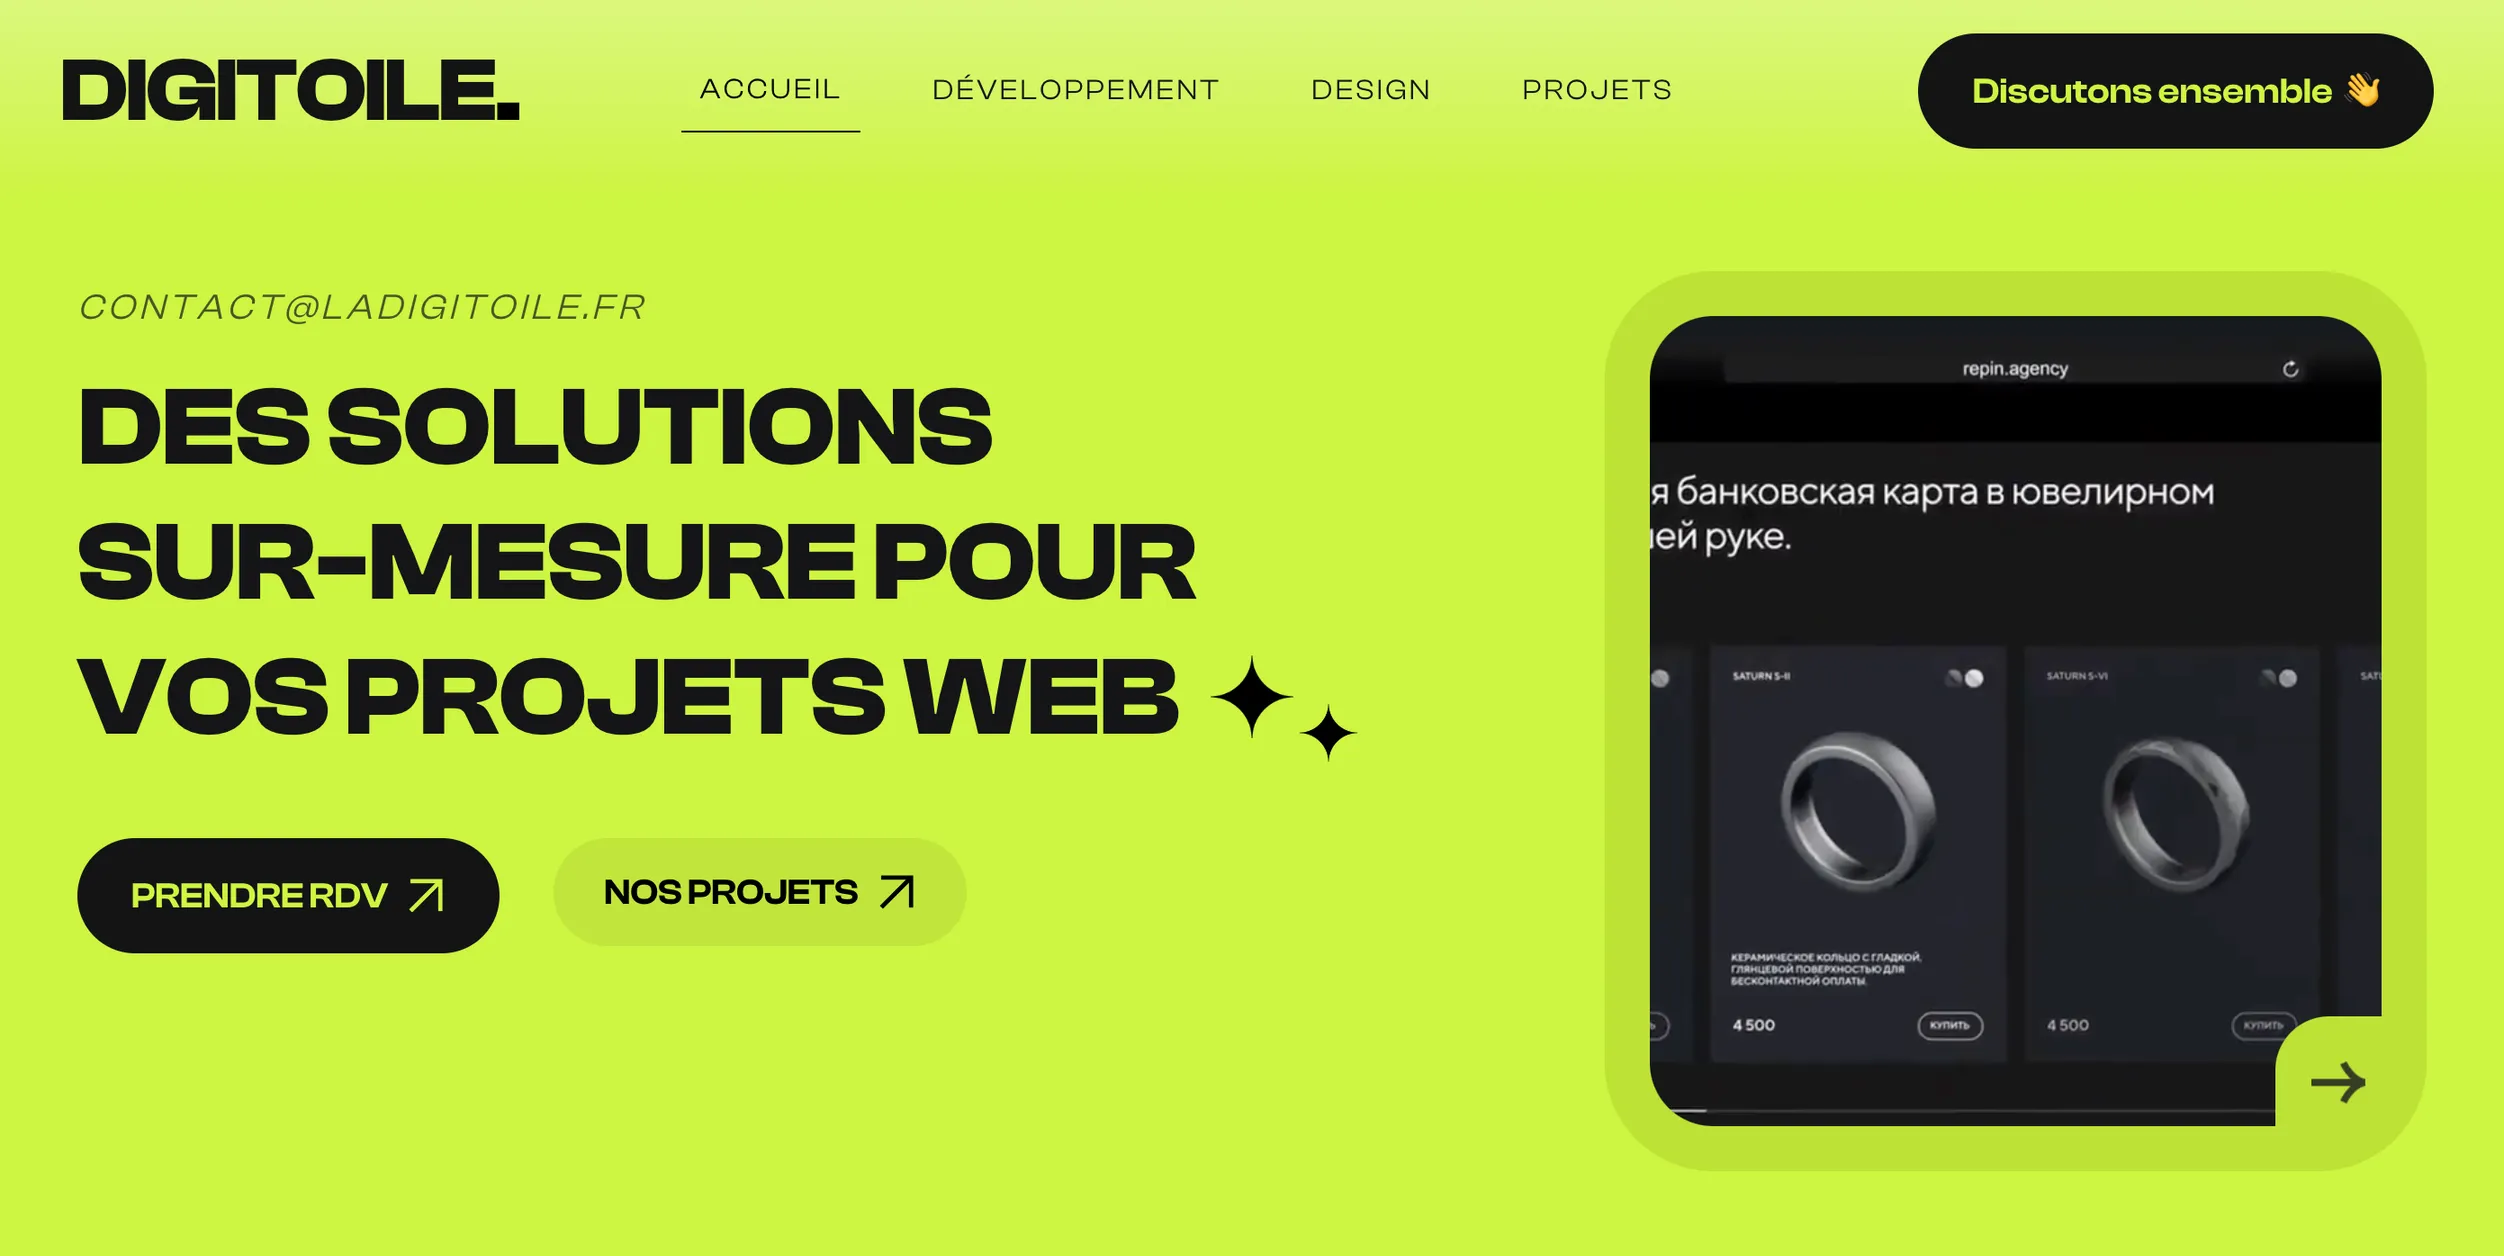 DIGITOILE.
ACCUEIL
DÉVELOPPEMENT
DESIGN
PROJETS
Discutons ensemble 👋
CONTACT@LADIGITOILE.FR
DES SOLUTIONS
SUR-MESURE POUR
VOS PROJETS WEB
PRENDRE RDV
NOS PROJETS
repin.agency
я банковская карта в ювелирном
ей руке.
SATURN S-II
SATURN S-VI
КЕРАМИЧЕСКОЕ КОЛЬЦО С ГЛАДКОЙ,
ГЛЯНЦЕВОЙ ПОВЕРХНОСТЬЮ ДЛЯ
БЕСКОНТАКТНОЙ ОПЛАТЫ.
4 500
КУПИТЬ
4 500
КУПИТЬ